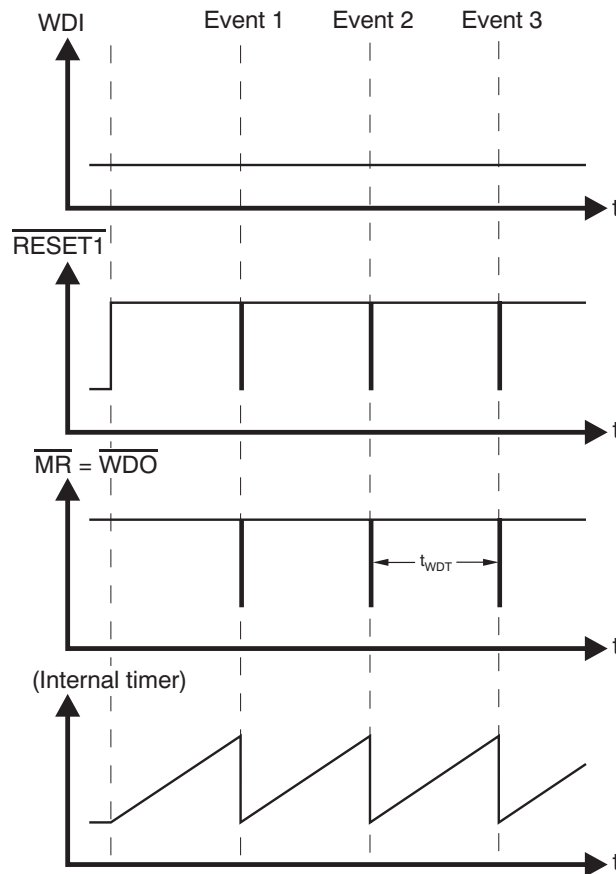 WDI Event 1 Event 2 Event 3
t
RESET1
t
MR = WDO
tWDT
t
(Internal timer)
t